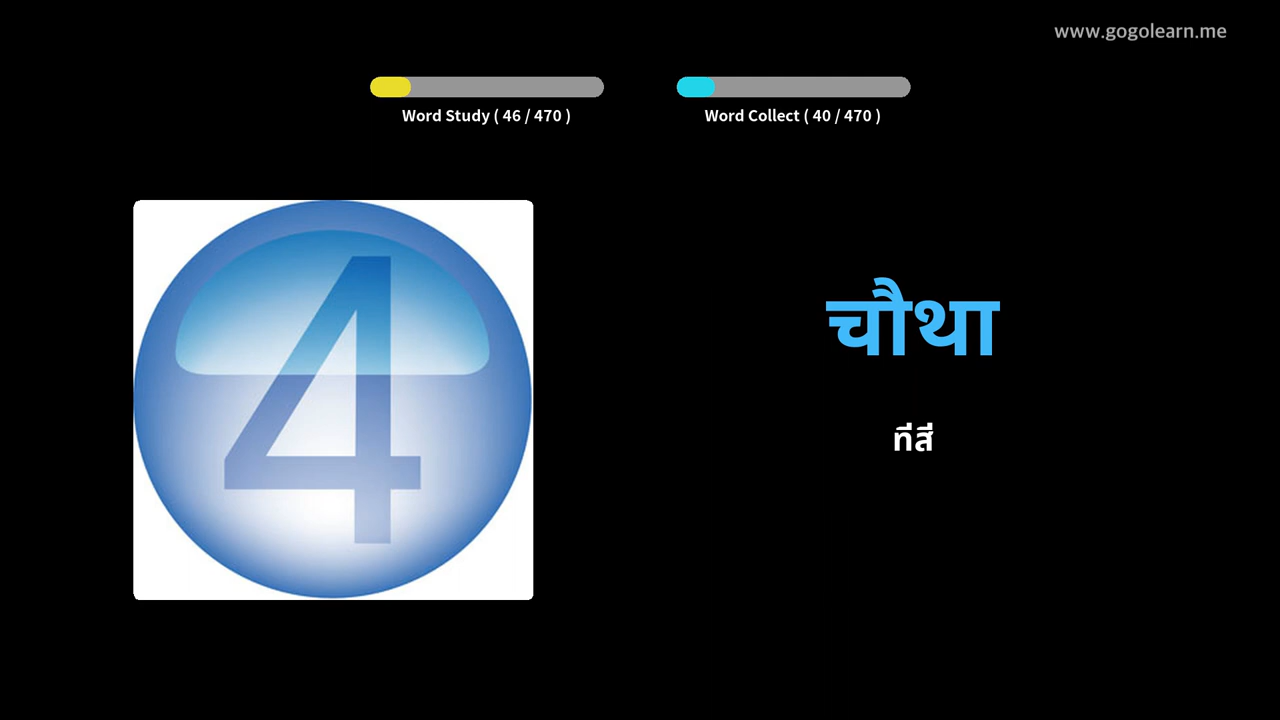 www.gogolearn.me
Word Study ( 46 / 470 )
Word Collect ( 40 / 470 )
4
चौथा
ทีสี